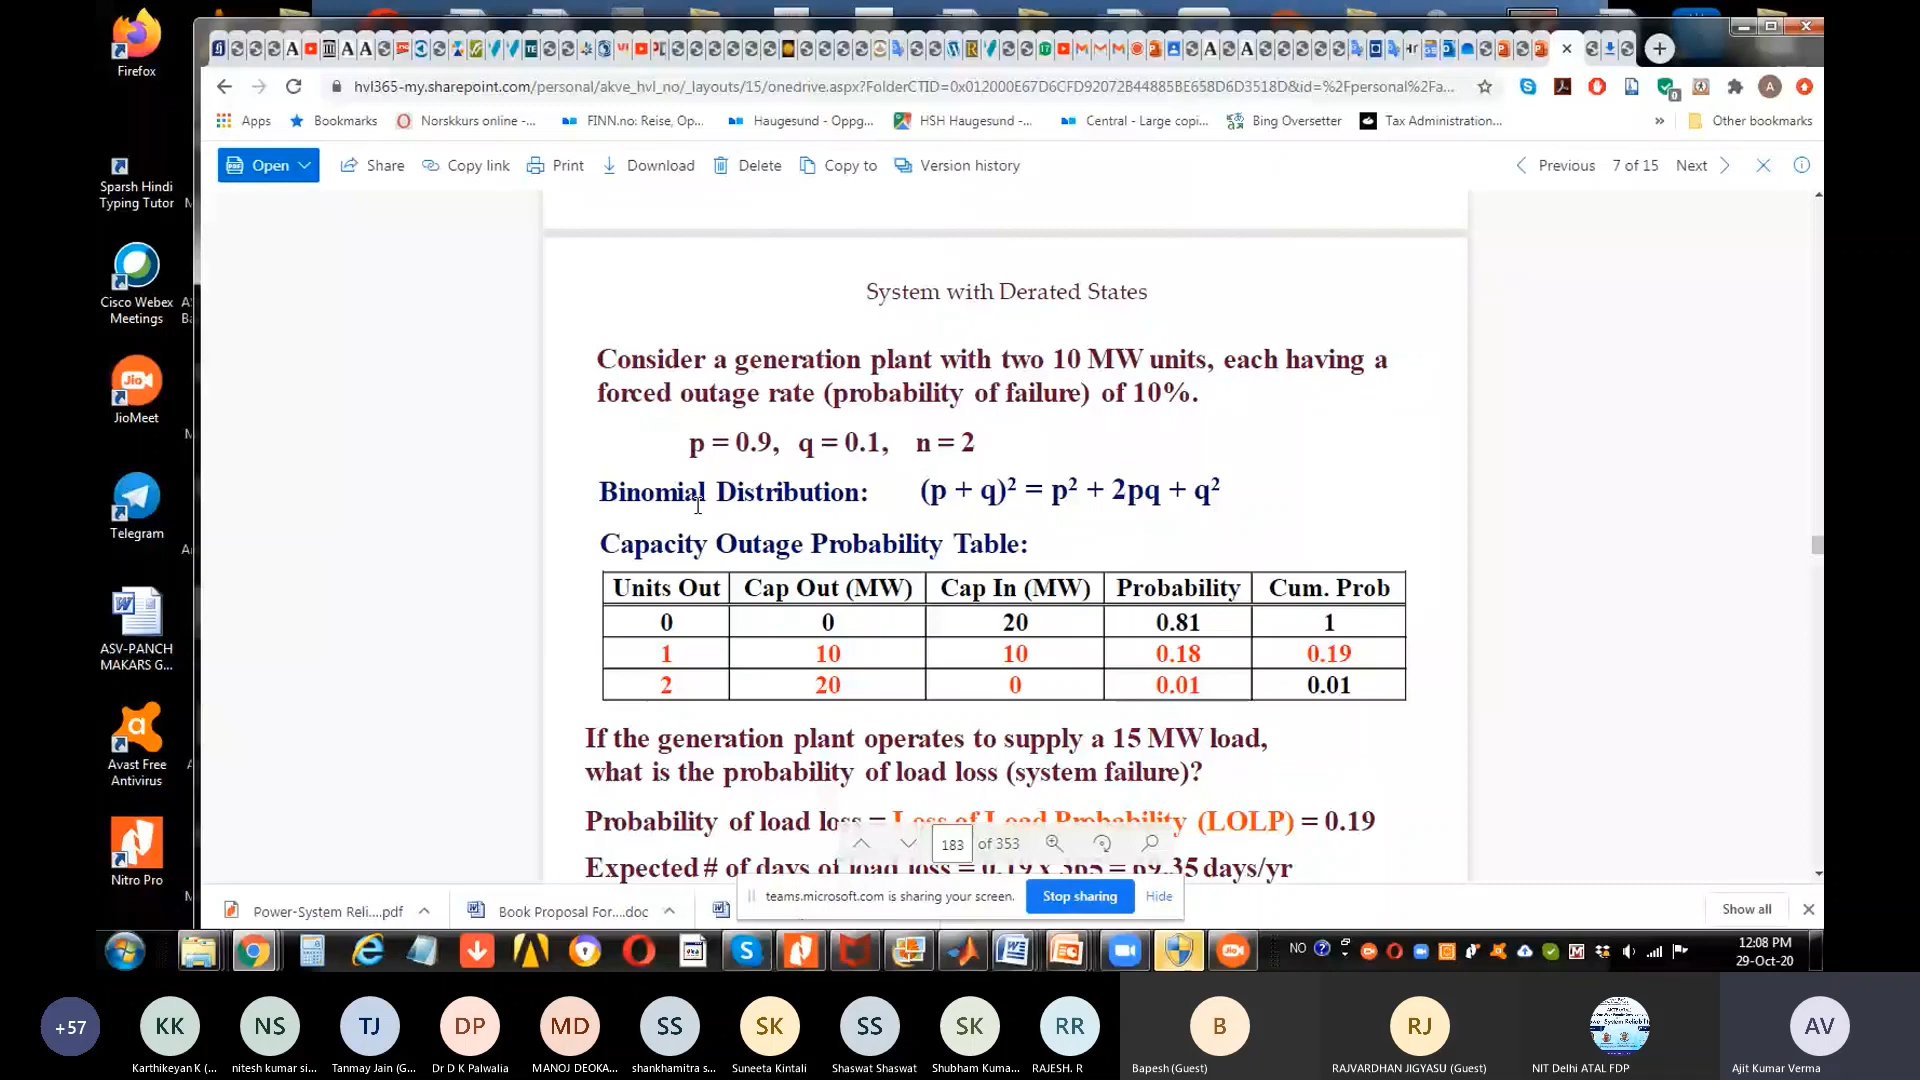 Firefox
Sparsh Hindi
Typing Tutor
Cisco Webex
Meetings
JioMeet
Telegram
ASV-PANCH
MAKARS G...
Avast Free
Antivirus
Nitro Pro
hvl365-my.sharepoint.com/personal/akve_hvl_no/_layouts/15/onedrive.aspx?FolderCTID=0x012000E67D6CFD92072B44885BE658D6D3518D&id=%2Fpersonal%2Fa...
Apps Bookmarks Norskkurs online -... FINN.no: Reise, Op... Haugesund - Oppg... HSH Haugesund -... Central - Large copi... Bing Oversetter Tax Administration... » Other bookmarks
Open Share Copy link Print Download Delete Copy to Version history Previous 7 of 15 Next
System with Derated States
Consider a generation plant with two 10 MW units, each having a
forced outage rate (probability of failure) of 10%.
p = 0.9, q = 0.1, n = 2
Binomial Distribution: (p + q)² = p² + 2pq + q²
Capacity Outage Probability Table:
Units Out Cap Out (MW) Cap In (MW) Probability Cum. Prob
0 0 20 0.81 1
1 10 10 0.18 0.19
2 20 0 0.01 0.01
If the generation plant operates to supply a 15 MW load,
what is the probability of load loss (system failure)?
Probability of load loss = Loss of Load Probability (LOLP) = 0.19
183 of 353
Expected # of days of load loss = 0.19 x 365 = 69.35 days/yr
teams.microsoft.com is sharing your screen. Stop sharing Hide
Power-System Reli....pdf Book Proposal For....doc Show all
NO 12:08 PM
29-Oct-20
+57 KK NS TJ DP MD SS SK SS SK RR B RJ AV
Karthikeyan K (... nitesh kumar si... Tanmay Jain (G... Dr D K Palwalia MANOJ DEOKA... shankhamitra s... Suneeta Kintali Shaswat Shaswat Shubham Kuma... RAJESH. R Bapesh (Guest) RAJVARDHAN JIGYASU (Guest) NIT Delhi ATAL FDP Ajit Kumar Verma